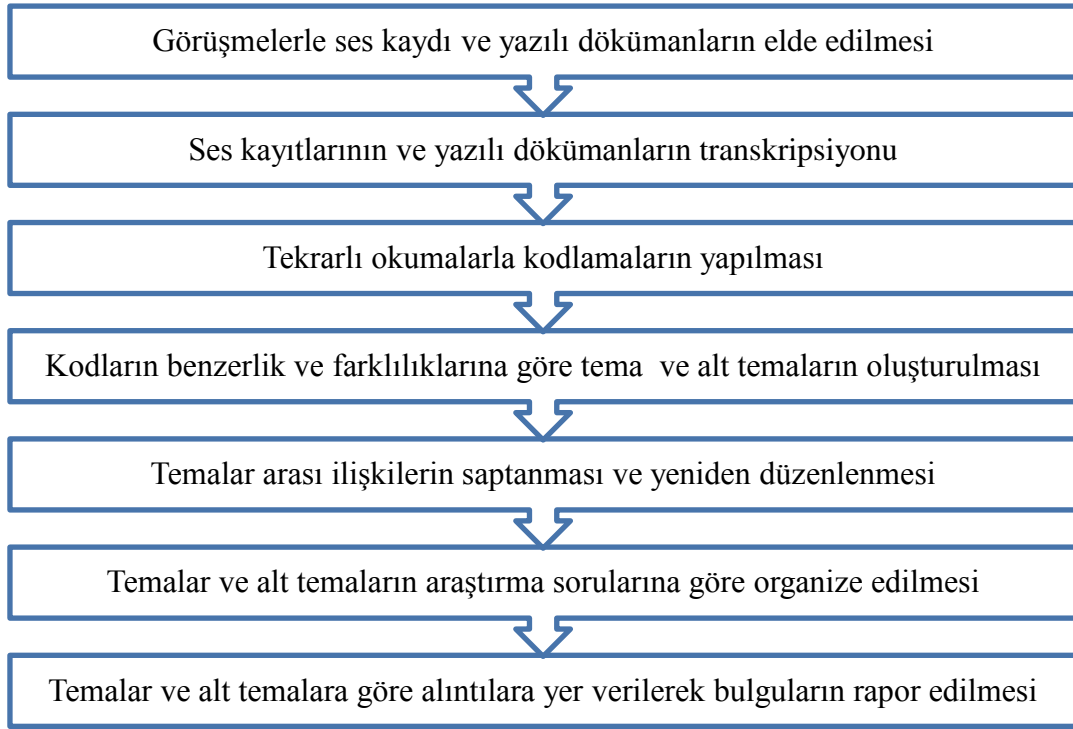 Görüşmelerle ses kaydı ve yazılı dökümanların elde edilmesi
Ses kayıtlarının ve yazılı dökümanların transkripsiyonu
Tekrarlı okumalarla kodlamaların yapılması
Kodların benzerlik ve farklılıklarına göre tema ve alt temaların oluşturulması
Temalar arası ilişkilerin saptanması ve yeniden düzenlenmesi
Temalar ve alt temaların araştırma sorularına göre organize edilmesi
Temalar ve alt temalara göre alıntılara yer verilerek bulguların rapor edilmesi